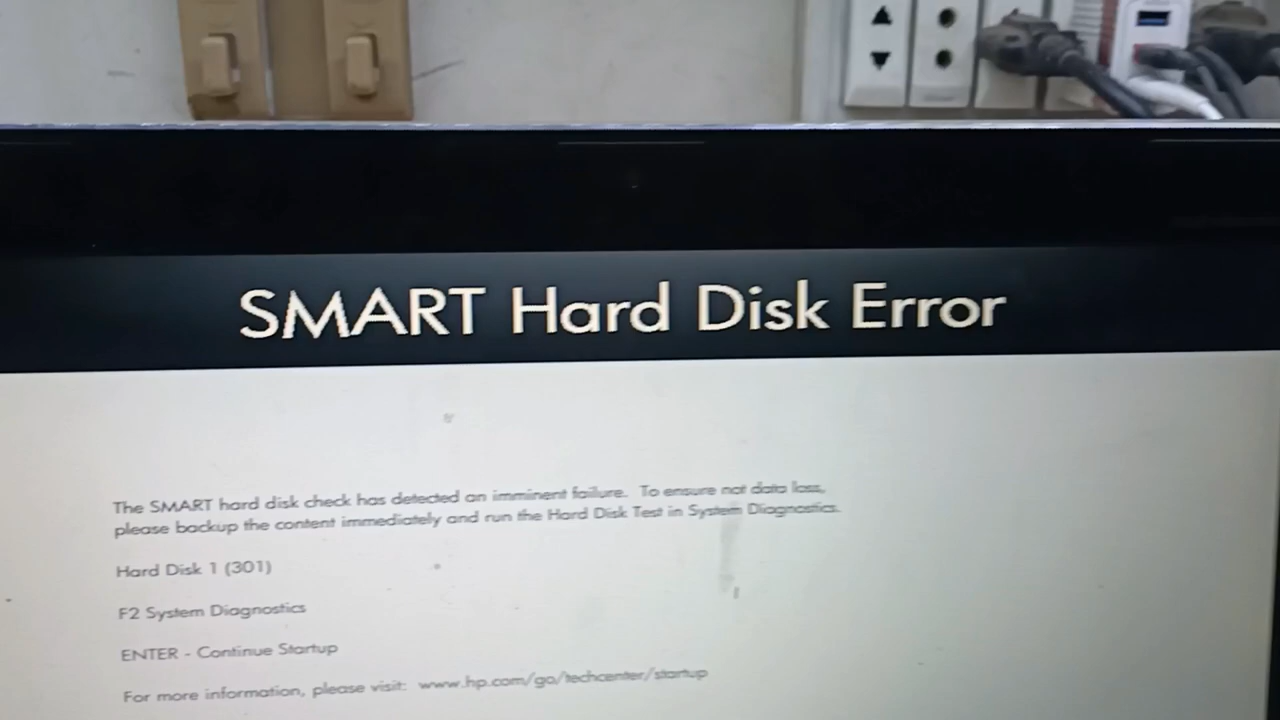 SMART Hard Disk Error
The SMART hard disk check has detected an imminent failure. To ensure not data loss,
please backup the content immediately and run the Hard Disk Test in System Diagnostics.
Hard Disk 1 (301)
F2 System Diagnostics
ENTER - Continue Startup
For more information, please visit: www.hp.com/go/techcenter/startup